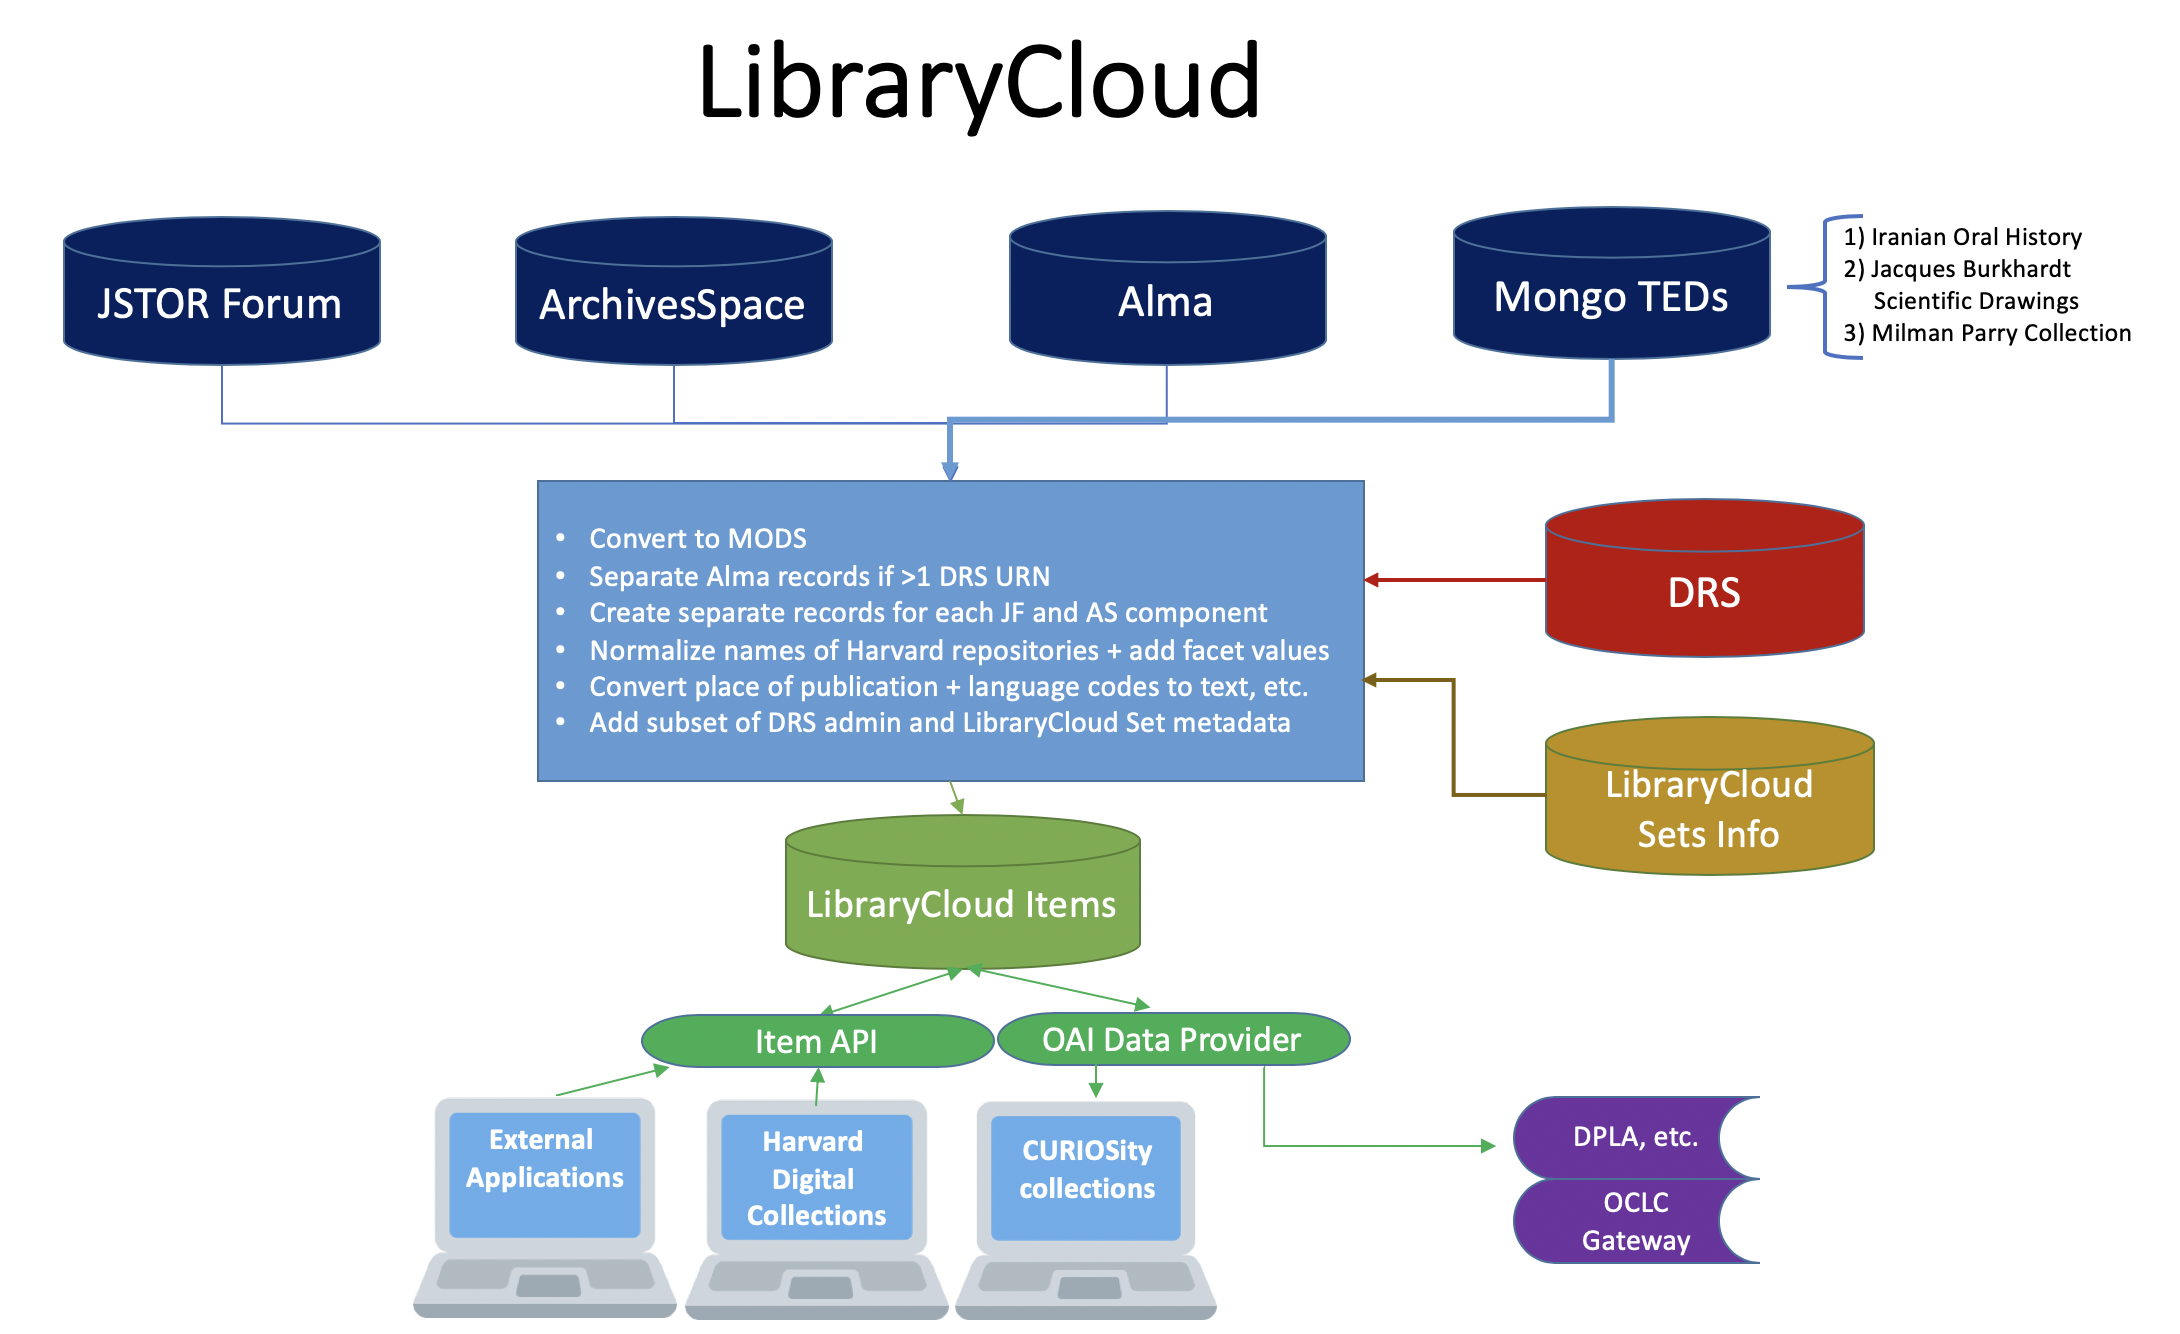 LibraryCloud
JSTOR Forum
ArchivesSpace
Alma
Mongo TEDs
1) Iranian Oral History
2) Jacques Burkhardt
Scientific Drawings
3) Milman Parry Collection
• Convert to MODS
• Separate Alma records if >1 DRS URN
• Create separate records for each JF and AS component
• Normalize names of Harvard repositories + add facet values
• Convert place of publication + language codes to text, etc.
• Add subset of DRS admin and LibraryCloud Set metadata
DRS
LibraryCloud
Sets Info
LibraryCloud Items
Item API
OAI Data Provider
External
Applications
Harvard
Digital
Collections
CURIOSity
collections
DPLA, etc.
OCLC
Gateway